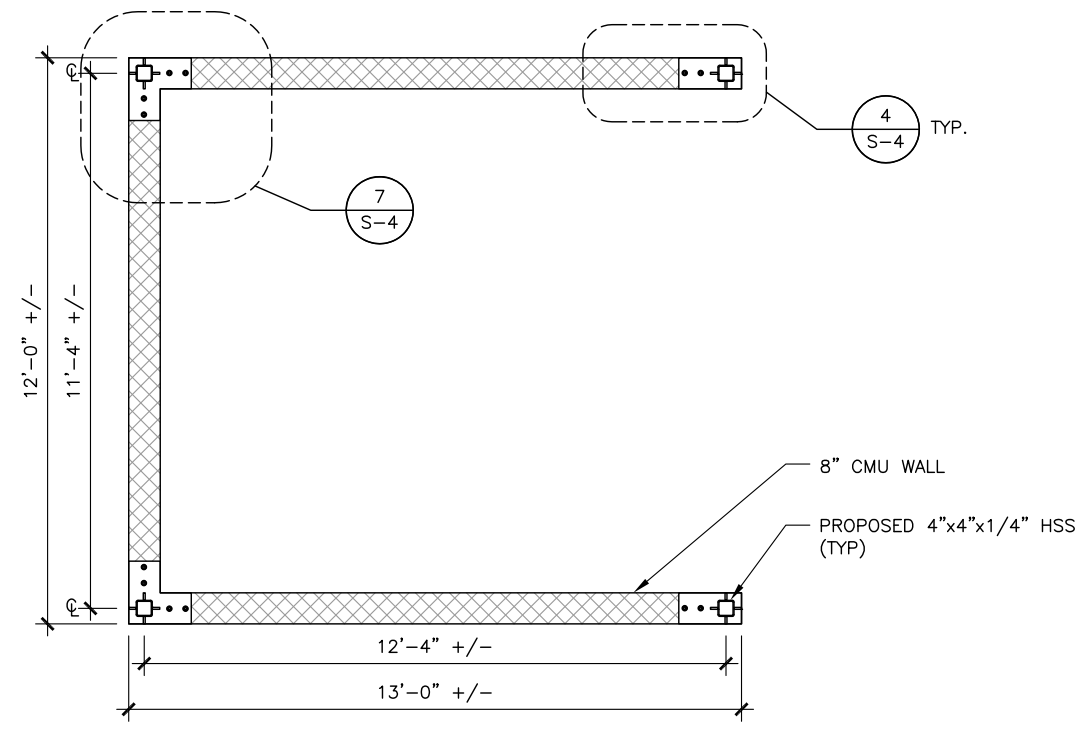 ℄
4
S-4
TYP.
7
S-4
12'-0" +/-
11'-4" +/-
8" CMU WALL
PROPOSED 4"x4"x1/4" HSS
(TYP)
℄
12'-4" +/-
13'-0" +/-